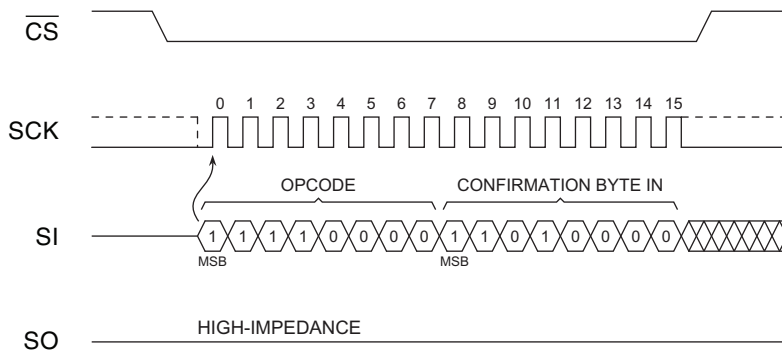 CS
0 1 2 3 4 5 6 7 8 9 10 11 12 13 14 15
SCK
OPCODE CONFIRMATION BYTE IN
SI 1 1 1 1 0 0 0 0 1 1 0 1 0 0 0 0
MSB MSB
HIGH-IMPEDANCE
SO